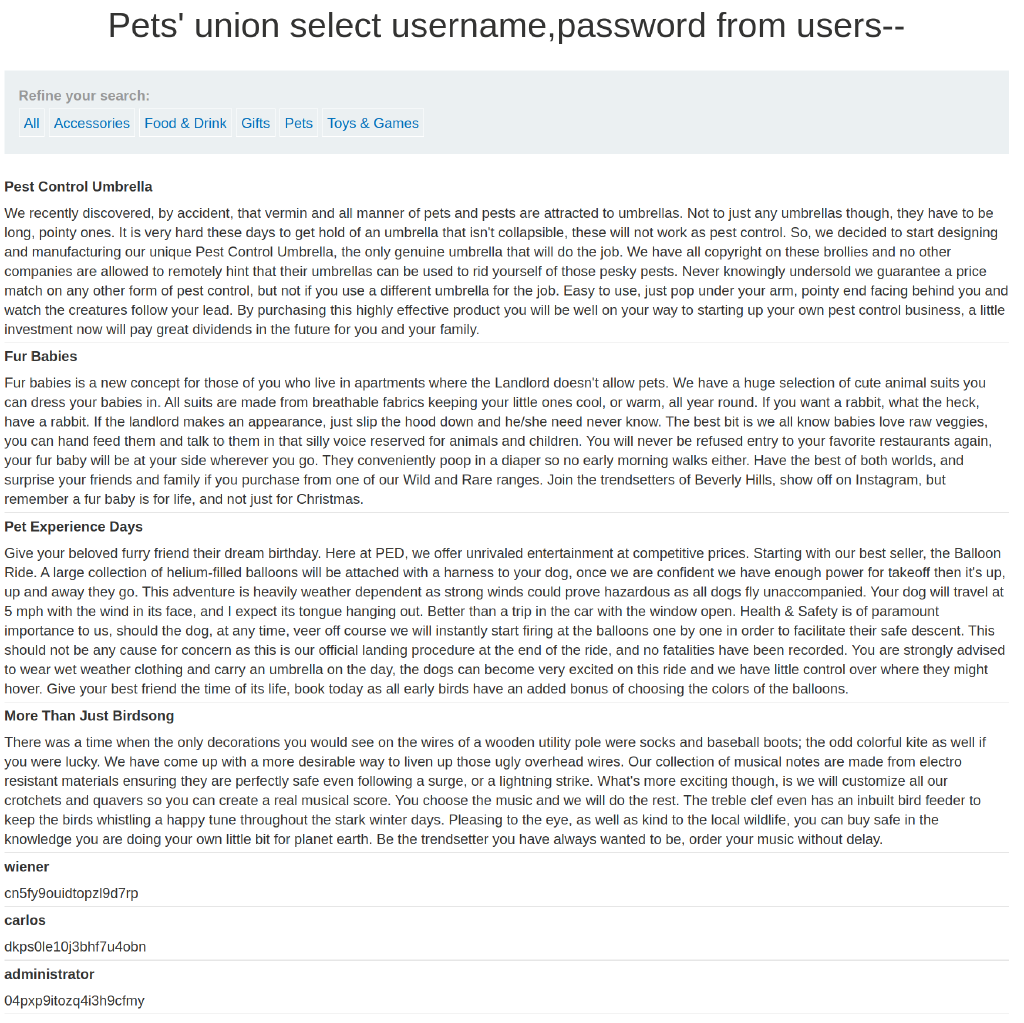 Pets' union select username,password from users--
Refine your search:
All Accessories Food & Drink Gifts Pets Toys & Games
Pest Control Umbrella
We recently discovered, by accident, that vermin and all manner of pets and pests are attracted to umbrellas. Not to just any umbrellas though, they have to be
long, pointy ones. It is very hard these days to get hold of an umbrella that isn't collapsible, these will not work as pest control. So, we decided to start designing
and manufacturing our unique Pest Control Umbrella, the only genuine umbrella that will do the job. We have all copyright on these brollies and no other
companies are allowed to remotely hint that their umbrellas can be used to rid yourself of those pesky pests. Never knowingly undersold we guarantee a price
match on any other form of pest control, but not if you use a different umbrella for the job. Easy to use, just pop under your arm, pointy end facing behind you and
watch the creatures follow your lead. By purchasing this highly effective product you will be well on your way to starting up your own pest control business, a little
investment now will pay great dividends in the future for you and your family.
Fur Babies
Fur babies is a new concept for those of you who live in apartments where the Landlord doesn't allow pets. We have a huge selection of cute animal suits you
can dress your babies in. All suits are made from breathable fabrics keeping your little ones cool, or warm, all year round. If you want a rabbit, what the heck,
have a rabbit. If the landlord makes an appearance, just slip the hood down and he/she need never know. The best bit is we all know babies love raw veggies,
you can hand feed them and talk to them in that silly voice reserved for animals and children. You will never be refused entry to your favorite restaurants again,
your fur baby will be at your side wherever you go. They conveniently poop in a diaper so no early morning walks either. Have the best of both worlds, and
surprise your friends and family if you purchase from one of our Wild and Rare ranges. Join the trendsetters of Beverly Hills, show off on Instagram, but
remember a fur baby is for life, and not just for Christmas.
Pet Experience Days
Give your beloved furry friend their dream birthday. Here at PED, we offer unrivaled entertainment at competitive prices. Starting with our best seller, the Balloon
Ride. A large collection of helium-filled balloons will be attached with a harness to your dog, once we are confident we have enough power for takeoff then it's up,
up and away they go. This adventure is heavily weather dependent as strong winds could prove hazardous as all dogs fly unaccompanied. Your dog will travel at
5 mph with the wind in its face, and I expect its tongue hanging out. Better than a trip in the car with the window open. Health & Safety is of paramount
importance to us, should the dog, at any time, veer off course we will instantly start firing at the balloons one by one in order to facilitate their safe descent. This
should not be any cause for concern as this is our official landing procedure at the end of the ride, and no fatalities have been recorded. You are strongly advised
to wear wet weather clothing and carry an umbrella on the day, the dogs can become very excited on this ride and we have little control over where they might
hover. Give your best friend the time of its life, book today as all early birds have an added bonus of choosing the colors of the balloons.
More Than Just Birdsong
There was a time when the only decorations you would see on the wires of a wooden utility pole were socks and baseball boots; the odd colorful kite as well if
you were lucky. We have come up with a more desirable way to liven up those ugly overhead wires. Our collection of musical notes are made from electro
resistant materials ensuring they are perfectly safe even following a surge, or a lightning strike. What's more exciting though, is we will customize all our
crotchets and quavers so you can create a real musical score. You choose the music and we will do the rest. The treble clef even has an inbuilt bird feeder to
keep the birds whistling a happy tune throughout the stark winter days. Pleasing to the eye, as well as kind to the local wildlife, you can buy safe in the
knowledge you are doing your own little bit for planet earth. Be the trendsetter you have always wanted to be, order your music without delay.
wiener
cn5fy9ouidtopzl9d7rp
carlos
dkps0le10j3bhf7u4obn
administrator
04pxp9itozq4i3h9cfmy